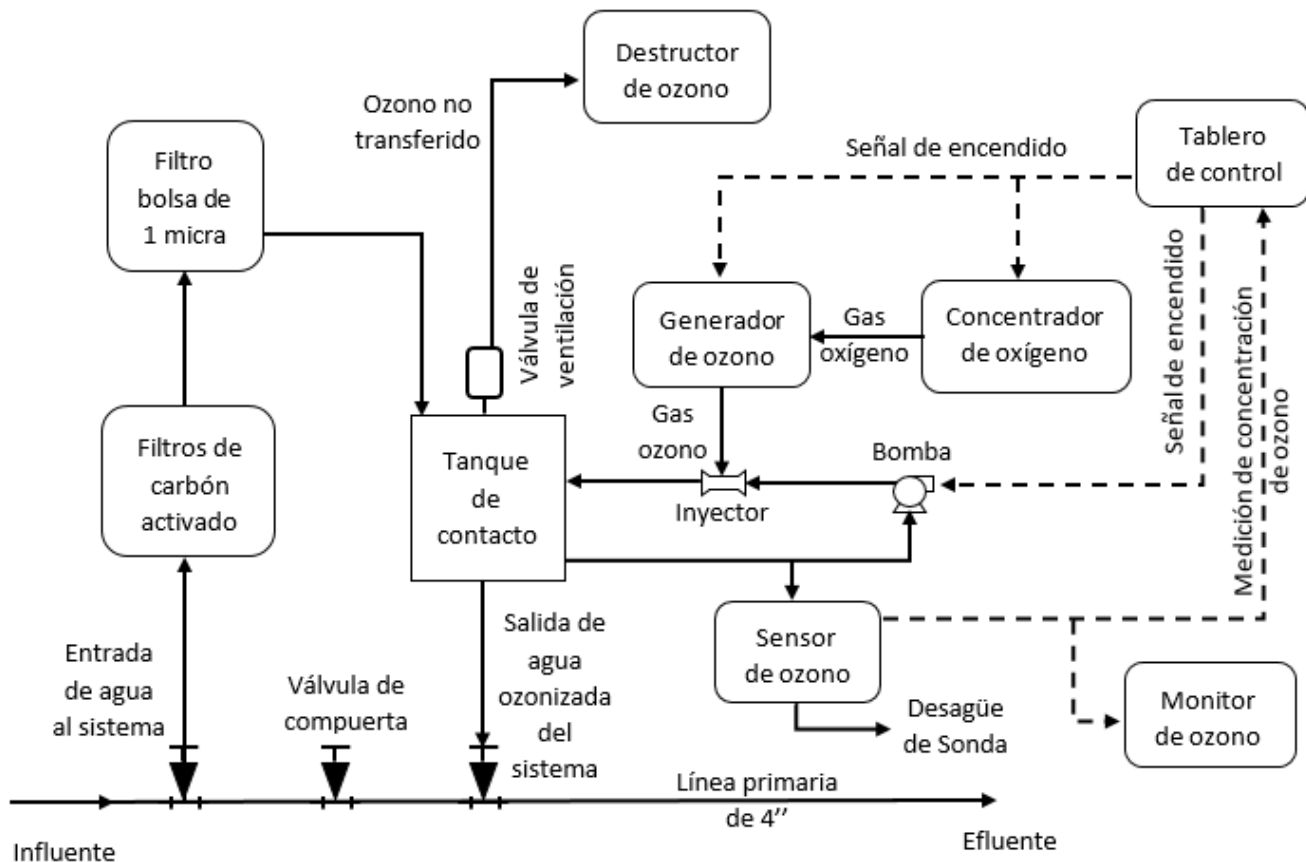 Destructor
de ozono
Ozono no
transferido
Tablero
de control
Señal de encendido
Filtro
bolsa de
1 micra
Válvula de
ventilación
Señal de encendido
Medición de concentración
de ozono
Generador
de ozono
Gas
oxígeno
Concentrador
de oxígeno
Filtros de
carbón
activado
Tanque
de
contacto
Gas
ozono
Inyector
Bomba
Entrada
de agua
al sistema
Válvula de
compuerta
Salida de
agua
ozonizada
del
sistema
Sensor
de ozono
Desagüe
de Sonda
Monitor
de ozono
Línea primaria
de 4’’
Influente
Efluente